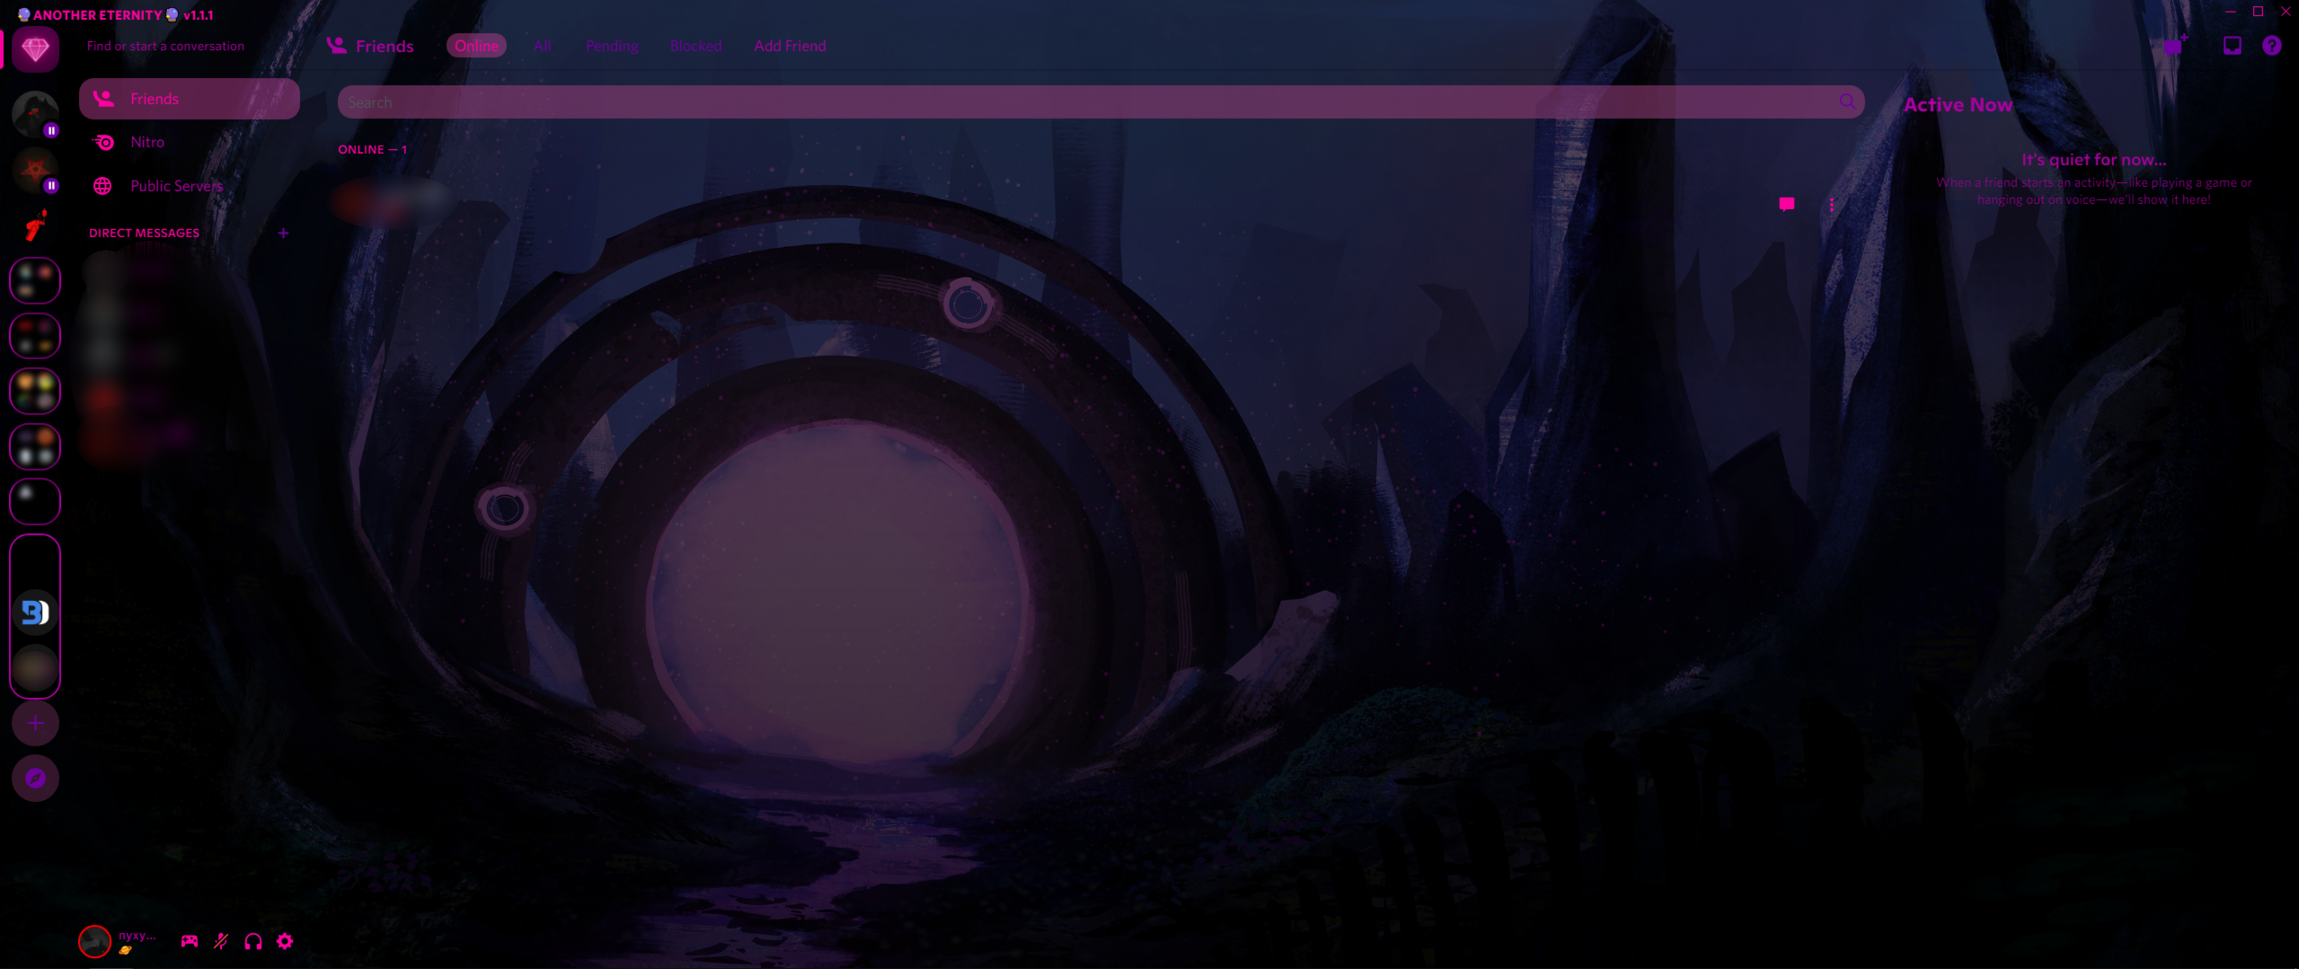 🔮ANOTHER ETERNITY🔮 v1.1.1
Find or start a conversation
Friends
Online
All
Pending
Blocked
Add Friend
Friends
Nitro
Public Servers
DIRECT MESSAGES
Search
ONLINE — 1
Active Now
It's quiet for now...
When a friend starts an activity—like playing a game or
hanging out on voice—we'll show it here!
nyxy...